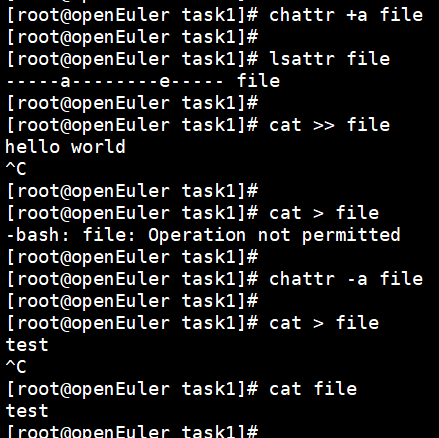 [root@openEuler task1]# chattr +a file
[root@openEuler task1]#
[root@openEuler task1]# lsattr file
-----a--------e----- file
[root@openEuler task1]#
[root@openEuler task1]# cat >> file
hello world
^C
[root@openEuler task1]#
[root@openEuler task1]# cat > file
-bash: file: Operation not permitted
[root@openEuler task1]#
[root@openEuler task1]# chattr -a file
[root@openEuler task1]#
[root@openEuler task1]# cat > file
test
^C
[root@openEuler task1]# cat file
test
[root@openEuler task1]#